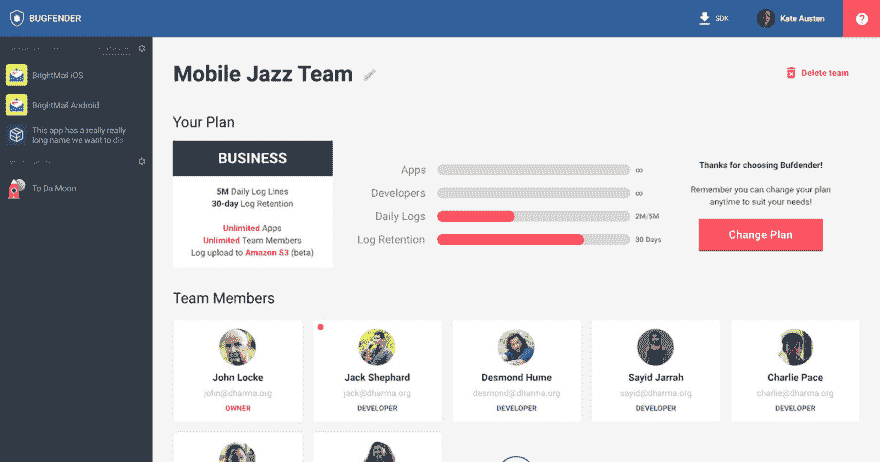 BUGFENDER
SDK
Kate Austen
?
BrightMail iOS
BrightMail Android
This app has a really really
long name we want to dis
To Da Moon
Mobile Jazz Team
Delete team
Your Plan
BUSINESS
5M Daily Log Lines
30-day Log Retention
Unlimited Apps
Unlimited Team Members
Log upload to Amazon S3 (beta)
Apps ∞
Developers ∞
Daily Logs 2M/5M
Log Retention 30 Days
Thanks for choosing Bufdender!
Remember you can change your plan
anytime to suit your needs!
Change Plan
Team Members
John Locke
john@dharma.org
OWNER
Jack Shephard
jack@dharma.org
DEVELOPER
Desmond Hume
desmond@dharma.org
DEVELOPER
Sayid Jarrah
sayid@dharma.org
DEVELOPER
Charlie Pace
charlie@dharma.org
DEVELOPER